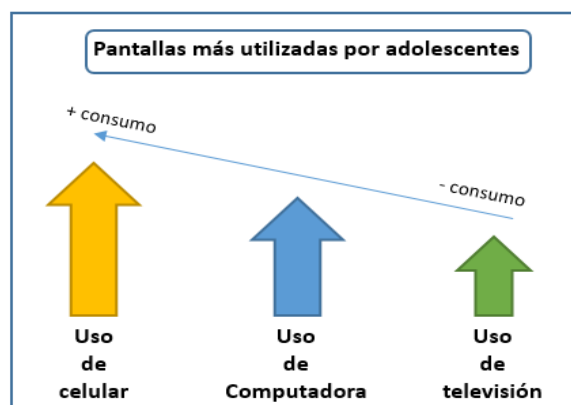 Pantallas más utilizadas por adolescentes
+ consumo
- consumo
Uso
de
celular
Uso
de
Computadora
Uso
de
televisión